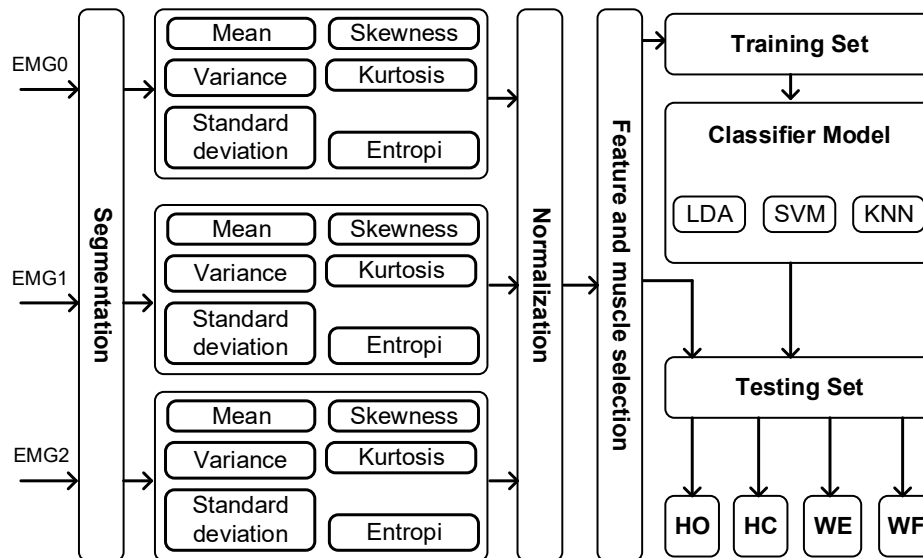 EMG0
EMG1
EMG2
Segmentation
Mean
Skewness
Variance
Kurtosis
Standard
deviation
Entropi
Mean
Skewness
Variance
Kurtosis
Standard
deviation
Entropi
Mean
Skewness
Variance
Kurtosis
Standard
deviation
Entropi
Normalization
Feature and muscle selection
Training Set
Classifier Model
LDA
SVM
KNN
Testing Set
HO
HC
WE
WF